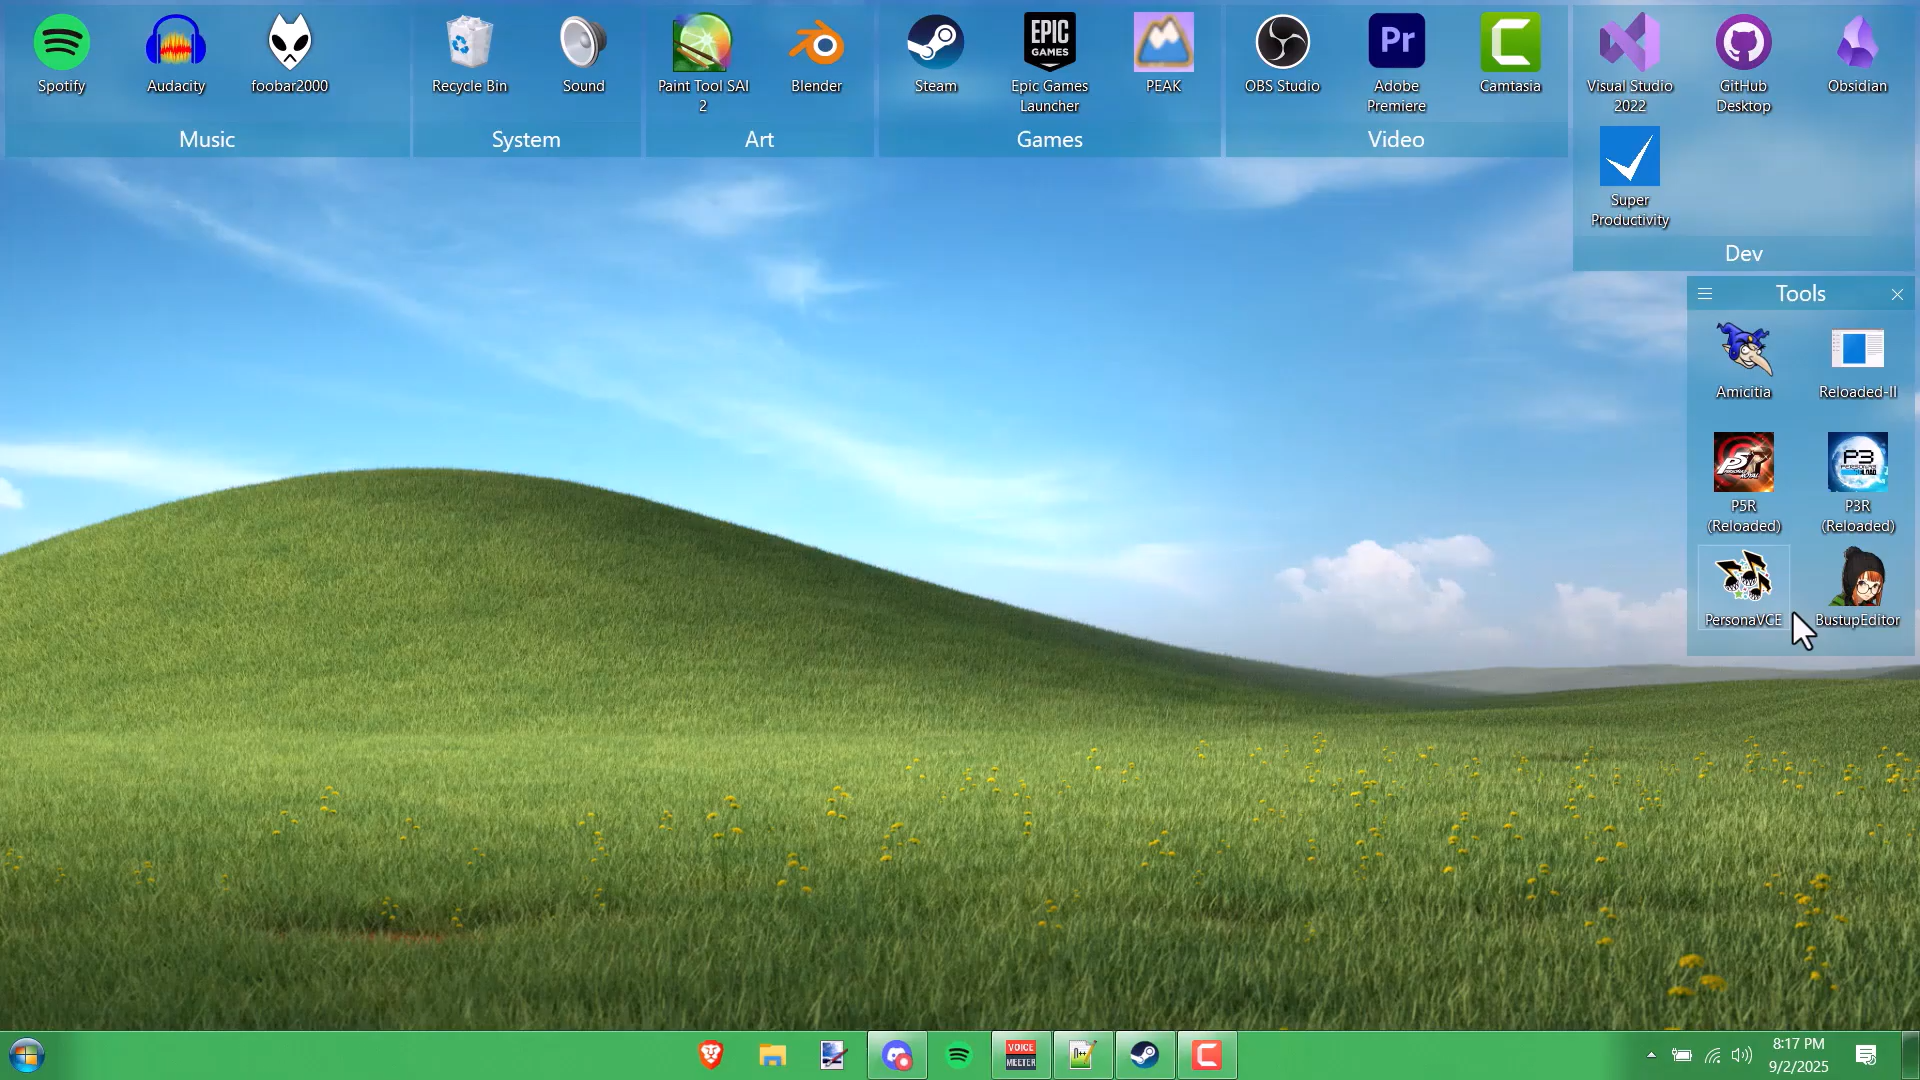 Spotify
Audacity
foobar2000
Music
Recycle Bin
Sound
System
Paint Tool SAI
2
Blender
Art
Steam
EPIC
GAMES
Epic Games
Launcher
PEAK
Games
OBS Studio
Pr
Adobe
Premiere
Camtasia
Video
Visual Studio
2022
GitHub
Desktop
Obsidian
Super
Productivity
Dev
Tools
Amicitia
Reloaded-II
P5R
(Reloaded)
P3R
(Reloaded)
PersonaVCE
BustupEditor
VOICE
MEETER
8:17 PM
9/2/2025